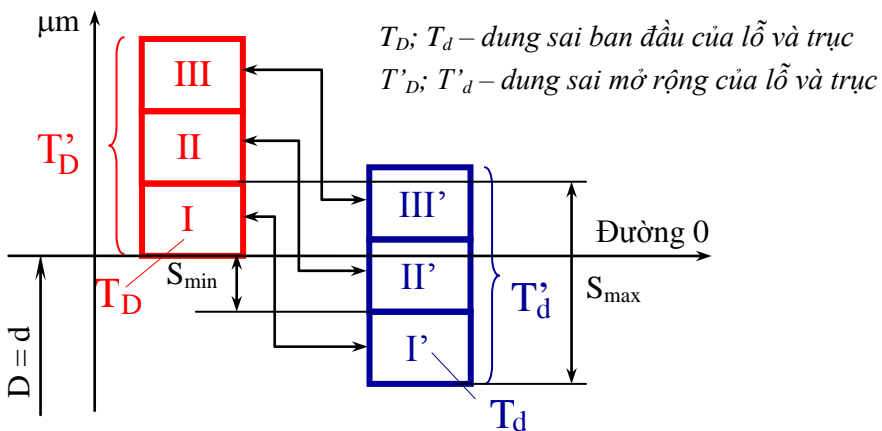 μm
T_D; T_d – dung sai ban đầu của lỗ và trục
T'_D; T'_d – dung sai mở rộng của lỗ và trục
III
II
I
T'_D
T_D
S_min
III'
II'
I'
T'_d
T_d
Đường 0
S_max
D = d